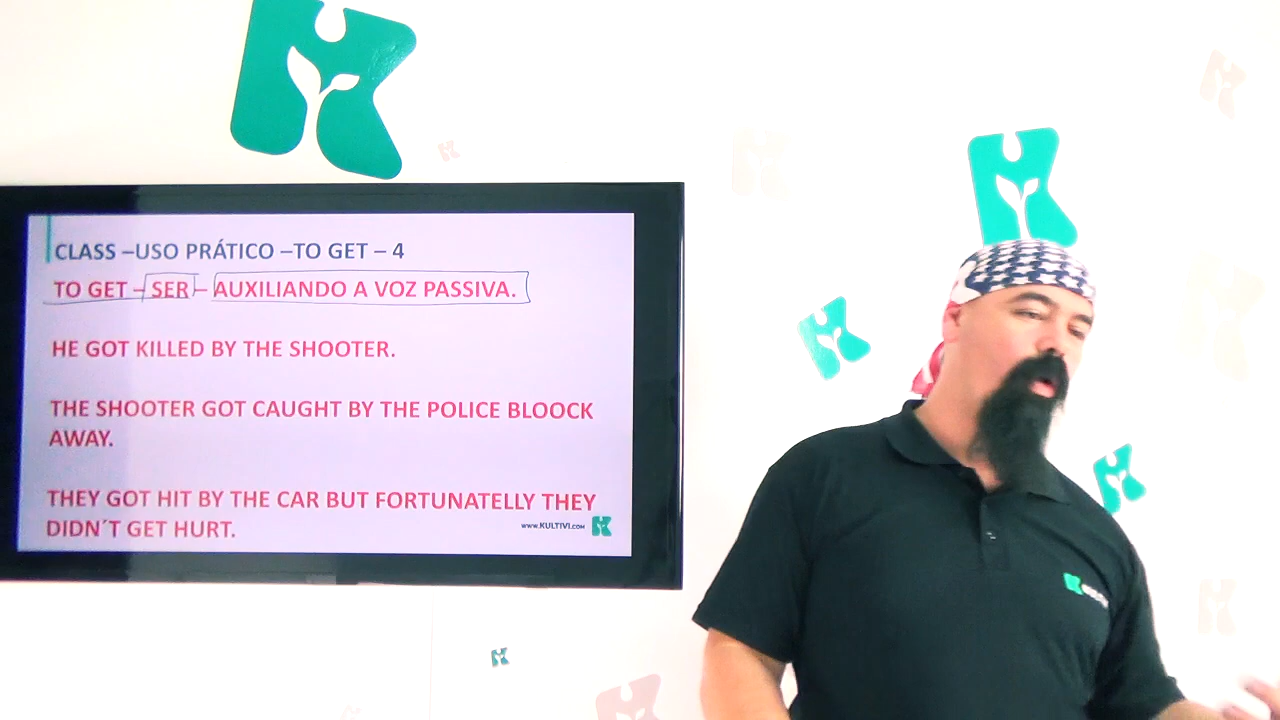 CLASS –USO PRÁTICO –TO GET – 4
TO GET – SER – AUXILIANDO A VOZ PASSIVA.
HE GOT KILLED BY THE SHOOTER.
THE SHOOTER GOT CAUGHT BY THE POLICE BLOOCK
AWAY.
THEY GOT HIT BY THE CAR BUT FORTUNATELLY THEY
DIDN´T GET HURT.
www.KULTIVI.com